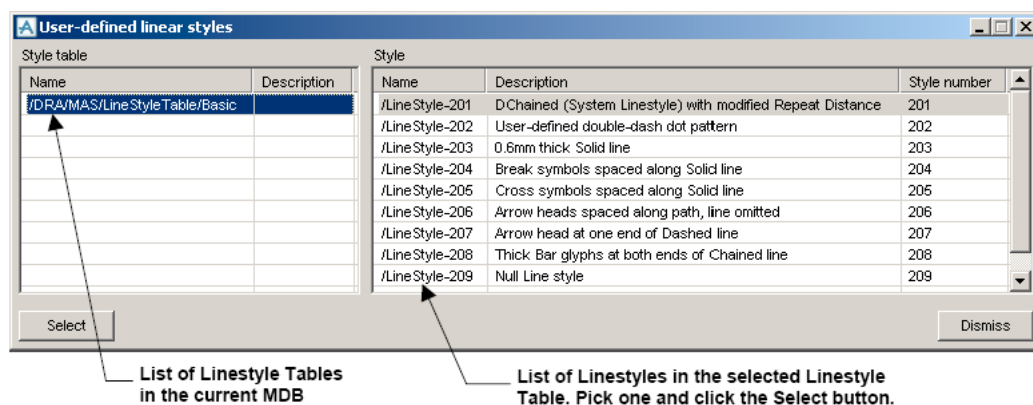 User-defined linear styles
Style table
Style
Name Description
Name Description Style number
/DRA/MAS/LineStyleTable/Basic
/LineStyle-201 DChained (System Linestyle) with modified Repeat Distance 201
/LineStyle-202 User-defined double-dash dot pattern 202
/LineStyle-203 0.6mm thick Solid line 203
/LineStyle-204 Break symbols spaced along Solid line 204
/LineStyle-205 Cross symbols spaced along Solid line 205
/LineStyle-206 Arrow heads spaced along path, line omitted 206
/LineStyle-207 Arrow head at one end of Dashed line 207
/LineStyle-208 Thick Bar glyphs at both ends of Chained line 208
/LineStyle-209 Null Line style 209
Select
Dismiss
List of Linestyle Tables
in the current MDB
List of Linestyles in the selected Linestyle
Table. Pick one and click the Select button.